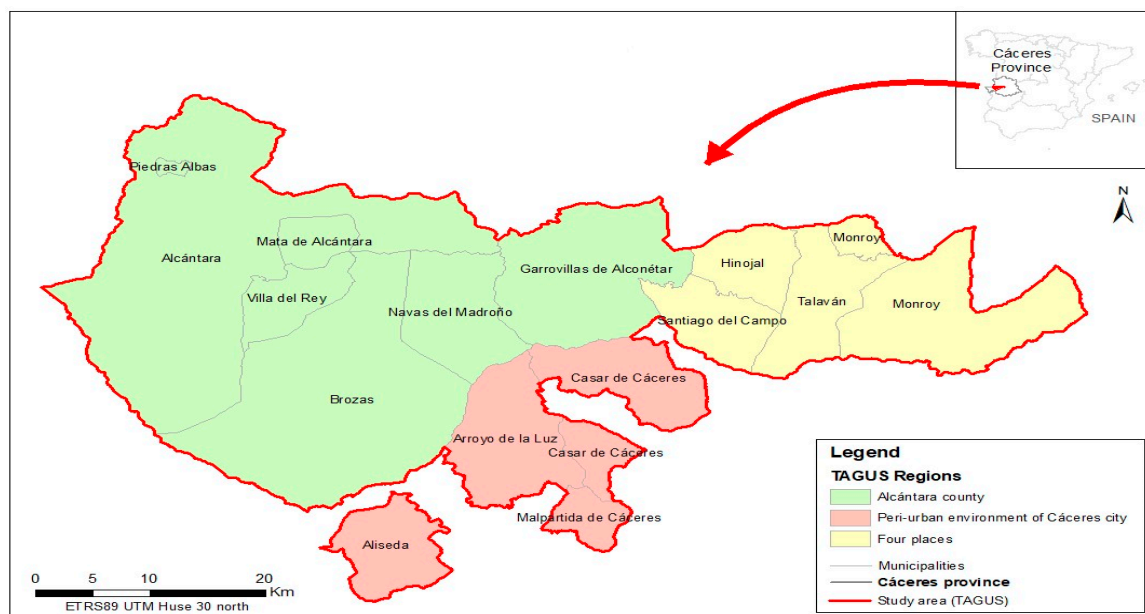 Cáceres
Province
SPAIN
N
Piedras Albas
Mata de Alcántara
Alcántara
Villa del Rey
Navas del Madroño
Garrovillas de Alconétar
Brozas
Hinojal
Monroy
Talaván
Monroy
Santiago del Campo
Casar de Cáceres
Arroyo de la Luz
Casar de Cáceres
Malpartida de Cáceres
Aliseda
Legend
TAGUS Regions
Alcántara county
Peri-urban environment of Cáceres city
Four places
Municipalities
Cáceres province
Study area (TAGUS)
0 5 10 20
Km
ETRS89 UTM Huse 30 north